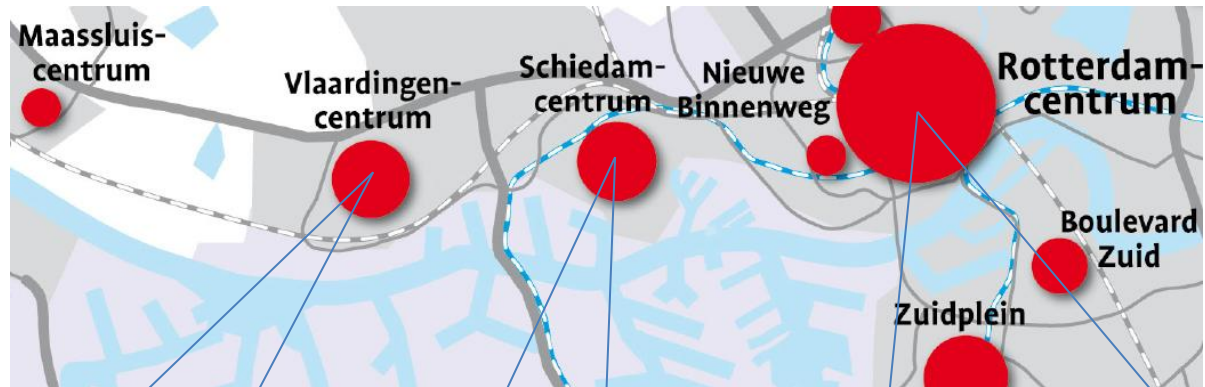 Maassluis-
centrum
Vlaardingen-
centrum
Schiedam-
centrum
Nieuwe
Binnenweg
Rotterdam-
centrum
Boulevard
Zuid
Zuidplein